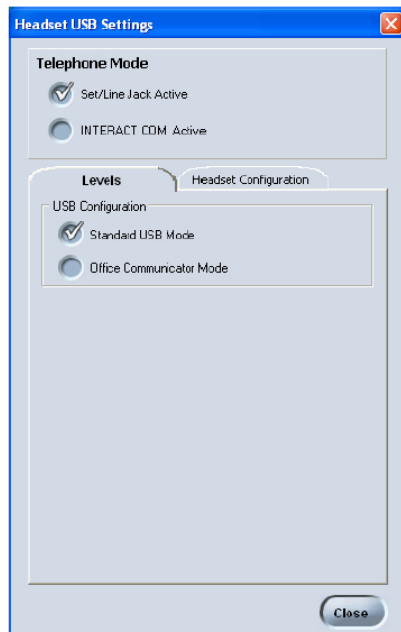 Headset USB Settings
Telephone Mode
Set/Line Jack Active
INTERACT COM Active
Levels
Headset Configuration
USB Configuration
Standard USB Mode
Office Communicator Mode
Close